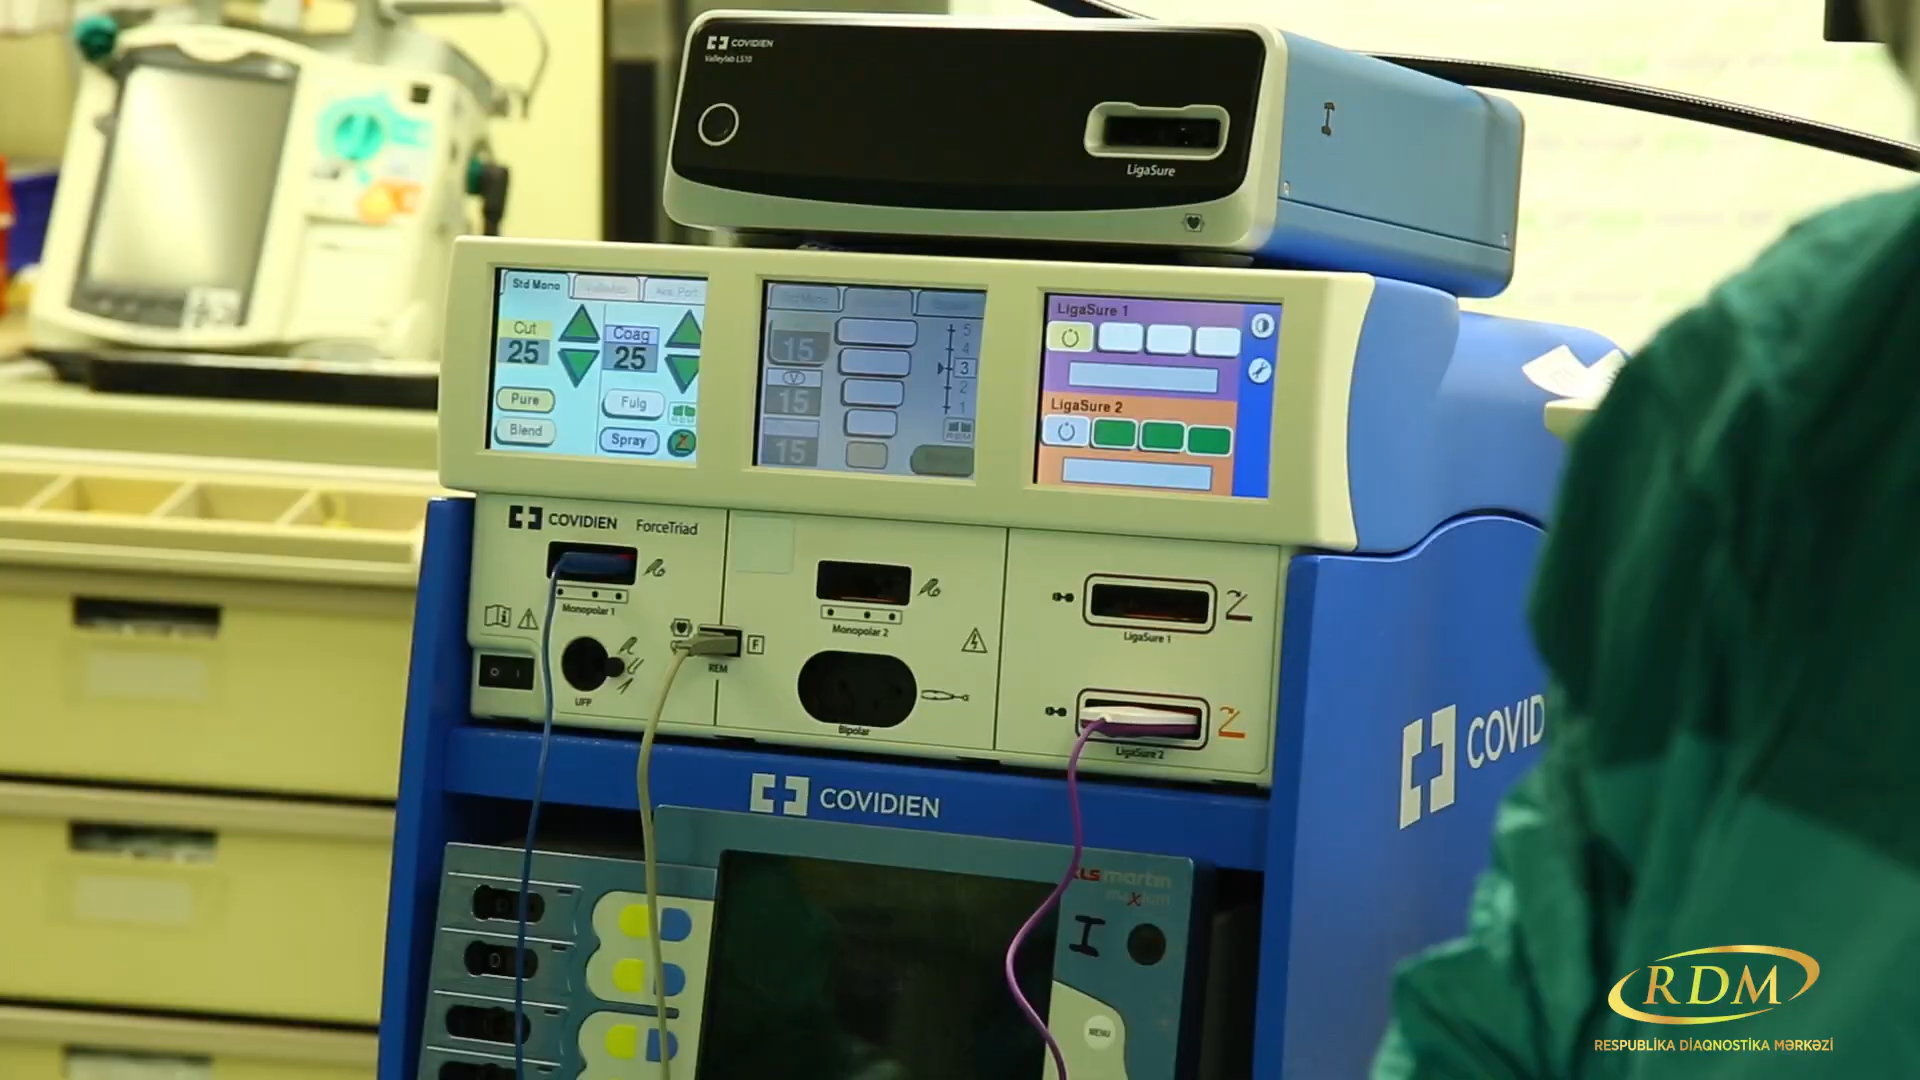 COVIDIEN
Valleylab LS10
LigaSure
Std Mono
Cut
25
Coag
25
Pure
Blend
Fulg
Spray
15
15
15
5
4
3
2
1
LigaSure 1
LigaSure 2
COVIDIEN ForceTriad
Monopolar 1
UFP
REM
F
Monopolar 2
Bipolar
LigaSure 1
LigaSure 2
COVIDIEN
COVID
KLS martin
maXium
MENU
RDM
RESPUBLİKA DİAQNOSTİKA MƏRKƏZİ